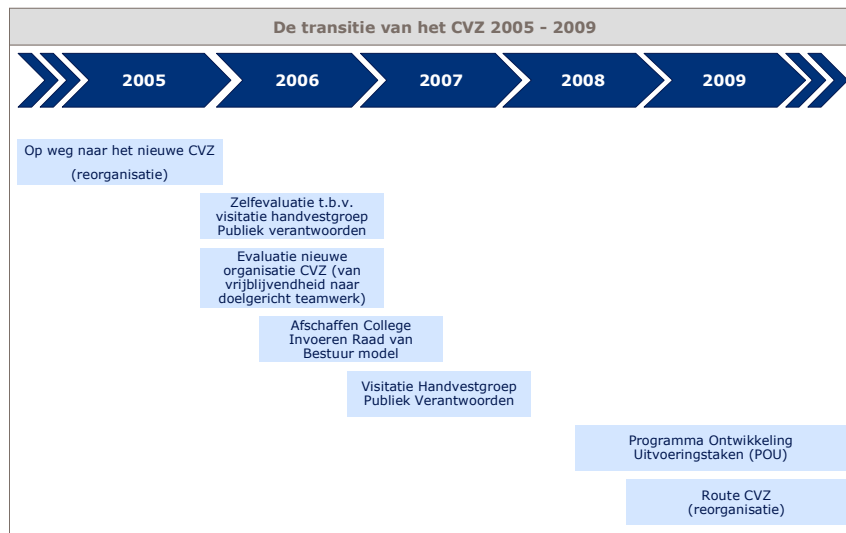 De transitie van het CVZ 2005 - 2009
2005
2006
2007
2008
2009
Op weg naar het nieuwe CVZ
(reorganisatie)
Zelfevaluatie t.b.v.
visitatie handvestgroep
Publiek verantwoorden
Evaluatie nieuwe
organisatie CVZ (van
vrijblijvendheid naar
doelgericht teamwerk)
Afschaffen College
Invoeren Raad van
Bestuur model
Visitatie Handvestgroep
Publiek Verantwoorden
Programma Ontwikkeling
Uitvoeringstaken (POU)
Route CVZ
(reorganisatie)